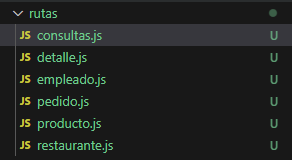 rutas
JS consultas.js U
JS detalle.js U
JS empleado.js U
JS pedido.js U
JS producto.js U
JS restaurante.js U